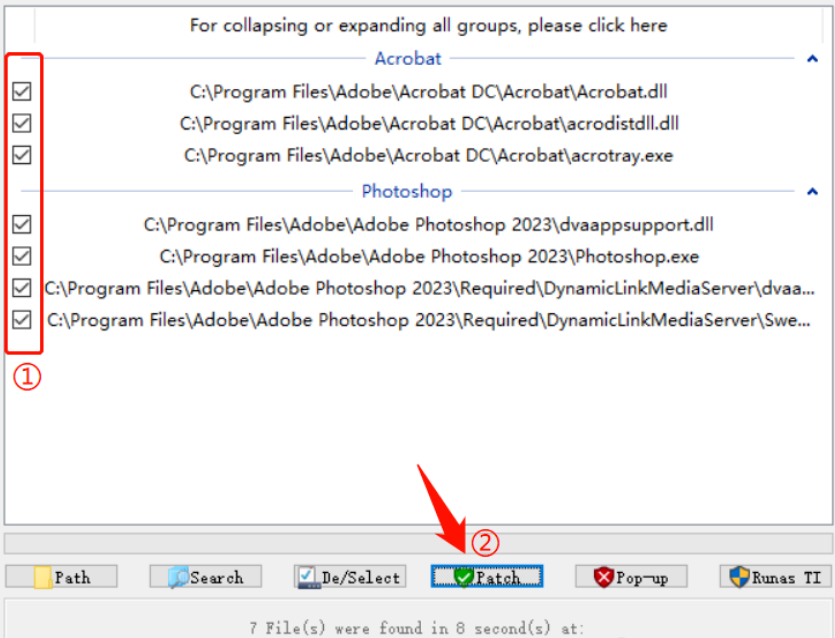 For collapsing or expanding all groups, please click here
Acrobat
C:\Program Files\Adobe\Acrobat DC\Acrobat\Acrobat.dll
C:\Program Files\Adobe\Acrobat DC\Acrobat\acrodistdll.dll
C:\Program Files\Adobe\Acrobat DC\Acrobat\acrotray.exe
Photoshop
C:\Program Files\Adobe\Adobe Photoshop 2023\dvaappsupport.dll
C:\Program Files\Adobe\Adobe Photoshop 2023\Photoshop.exe
C:\Program Files\Adobe\Adobe Photoshop 2023\Required\DynamicLinkMediaServer\dvaa...
C:\Program Files\Adobe\Adobe Photoshop 2023\Required\DynamicLinkMediaServer\Swe...
①
②
Path Search De/Select Patch Pop-up Runas TI
7 File(s) were found in 8 second(s) at: